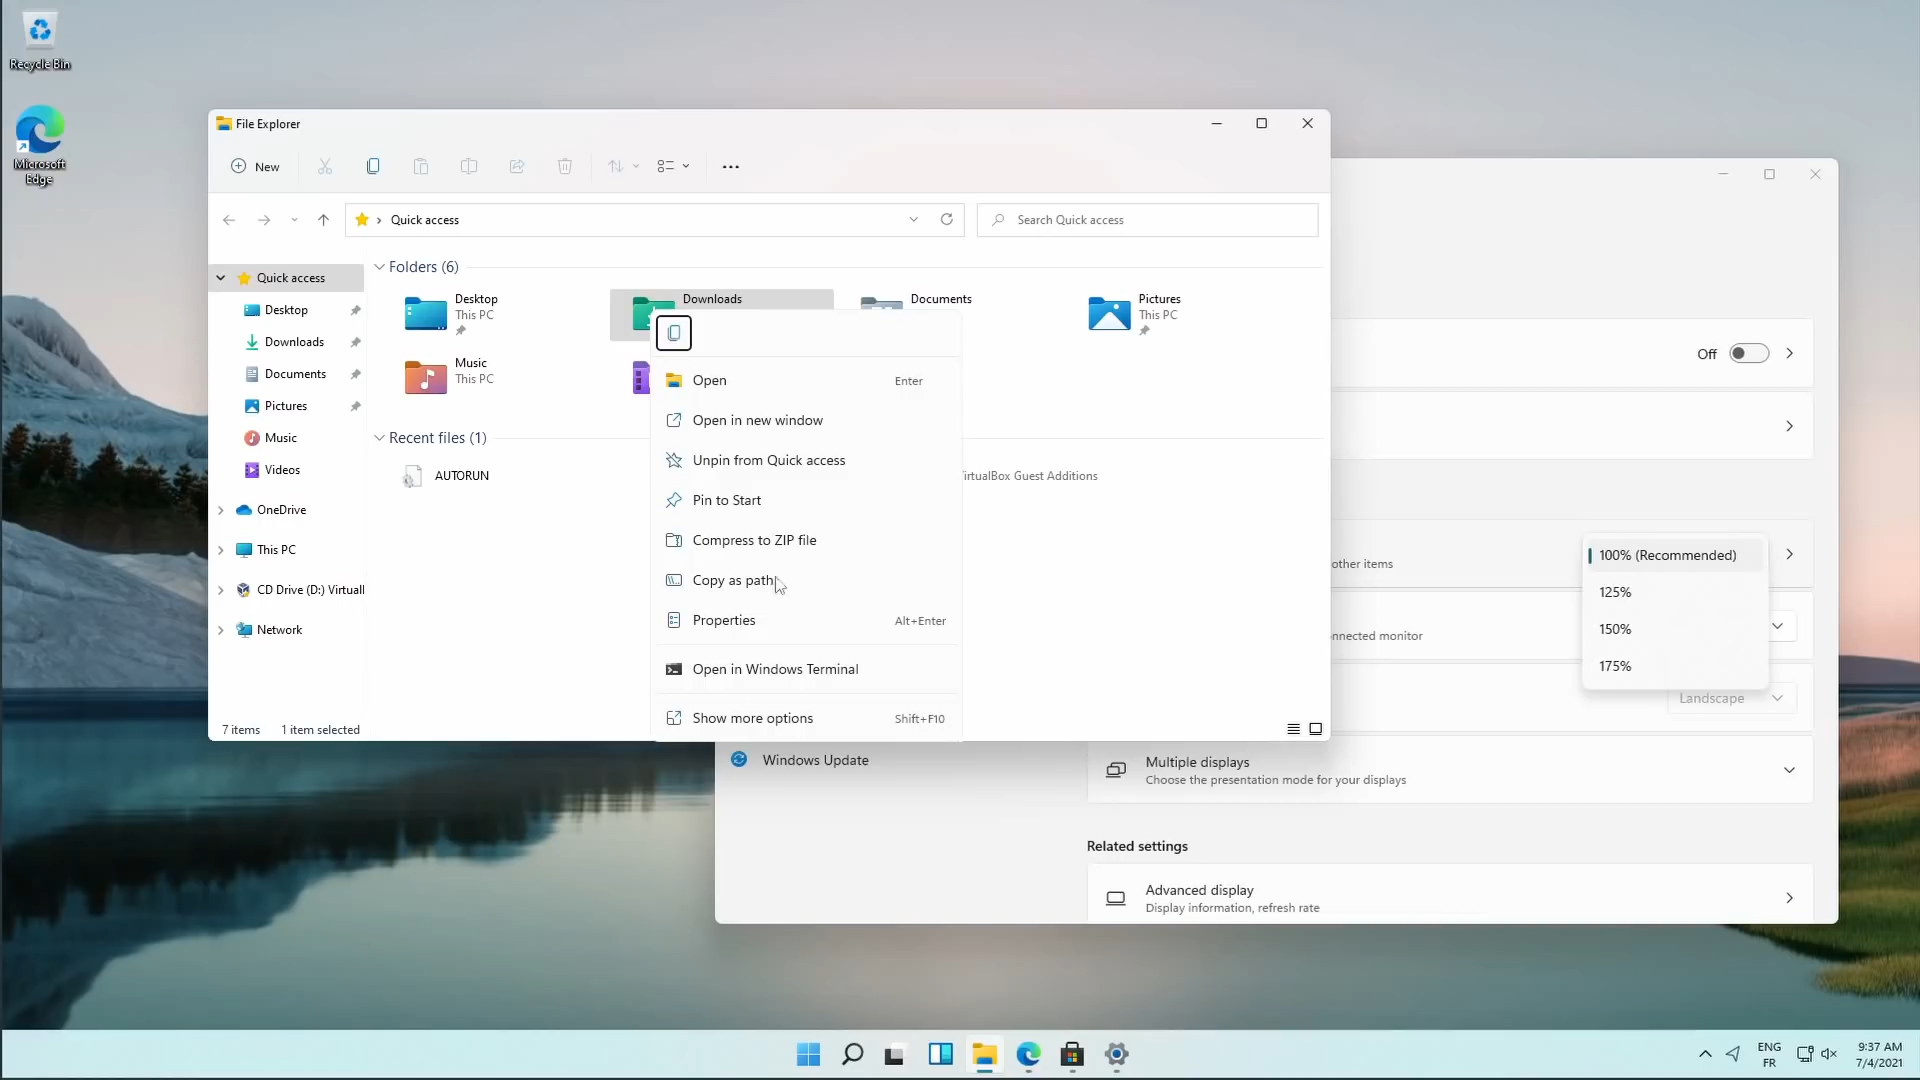 Recycle Bin
Microsoft
Edge
File Explorer
New
Quick access
Search Quick access
Quick access
Desktop
Downloads
Documents
Pictures
Music
Videos
OneDrive
This PC
CD Drive (D:) Virtuall
Network
Folders (6)
Desktop
This PC
Downloads
Documents
Pictures
This PC
Music
This PC
Recent files (1)
AUTORUN
VirtualBox Guest Additions
Open Enter
Open in new window
Unpin from Quick access
Pin to Start
Compress to ZIP file
Copy as path
Properties Alt+Enter
Open in Windows Terminal
Show more options Shift+F10
7 items 1 item selected
Off
other items
100% (Recommended)
125%
150%
175%
nnected monitor
Landscape
Windows Update
Multiple displays
Choose the presentation mode for your displays
Related settings
Advanced display
Display information, refresh rate
ENG
FR
9:37 AM
7/4/2021